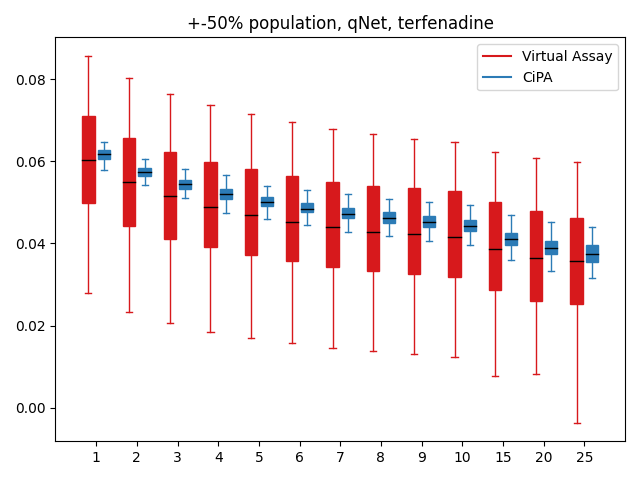 +-50% population, qNet, terfenadine
Virtual Assay
CiPA
0.08
0.06
0.04
0.02
0.00
1 2 3 4 5 6 7 8 9 10 15 20 25